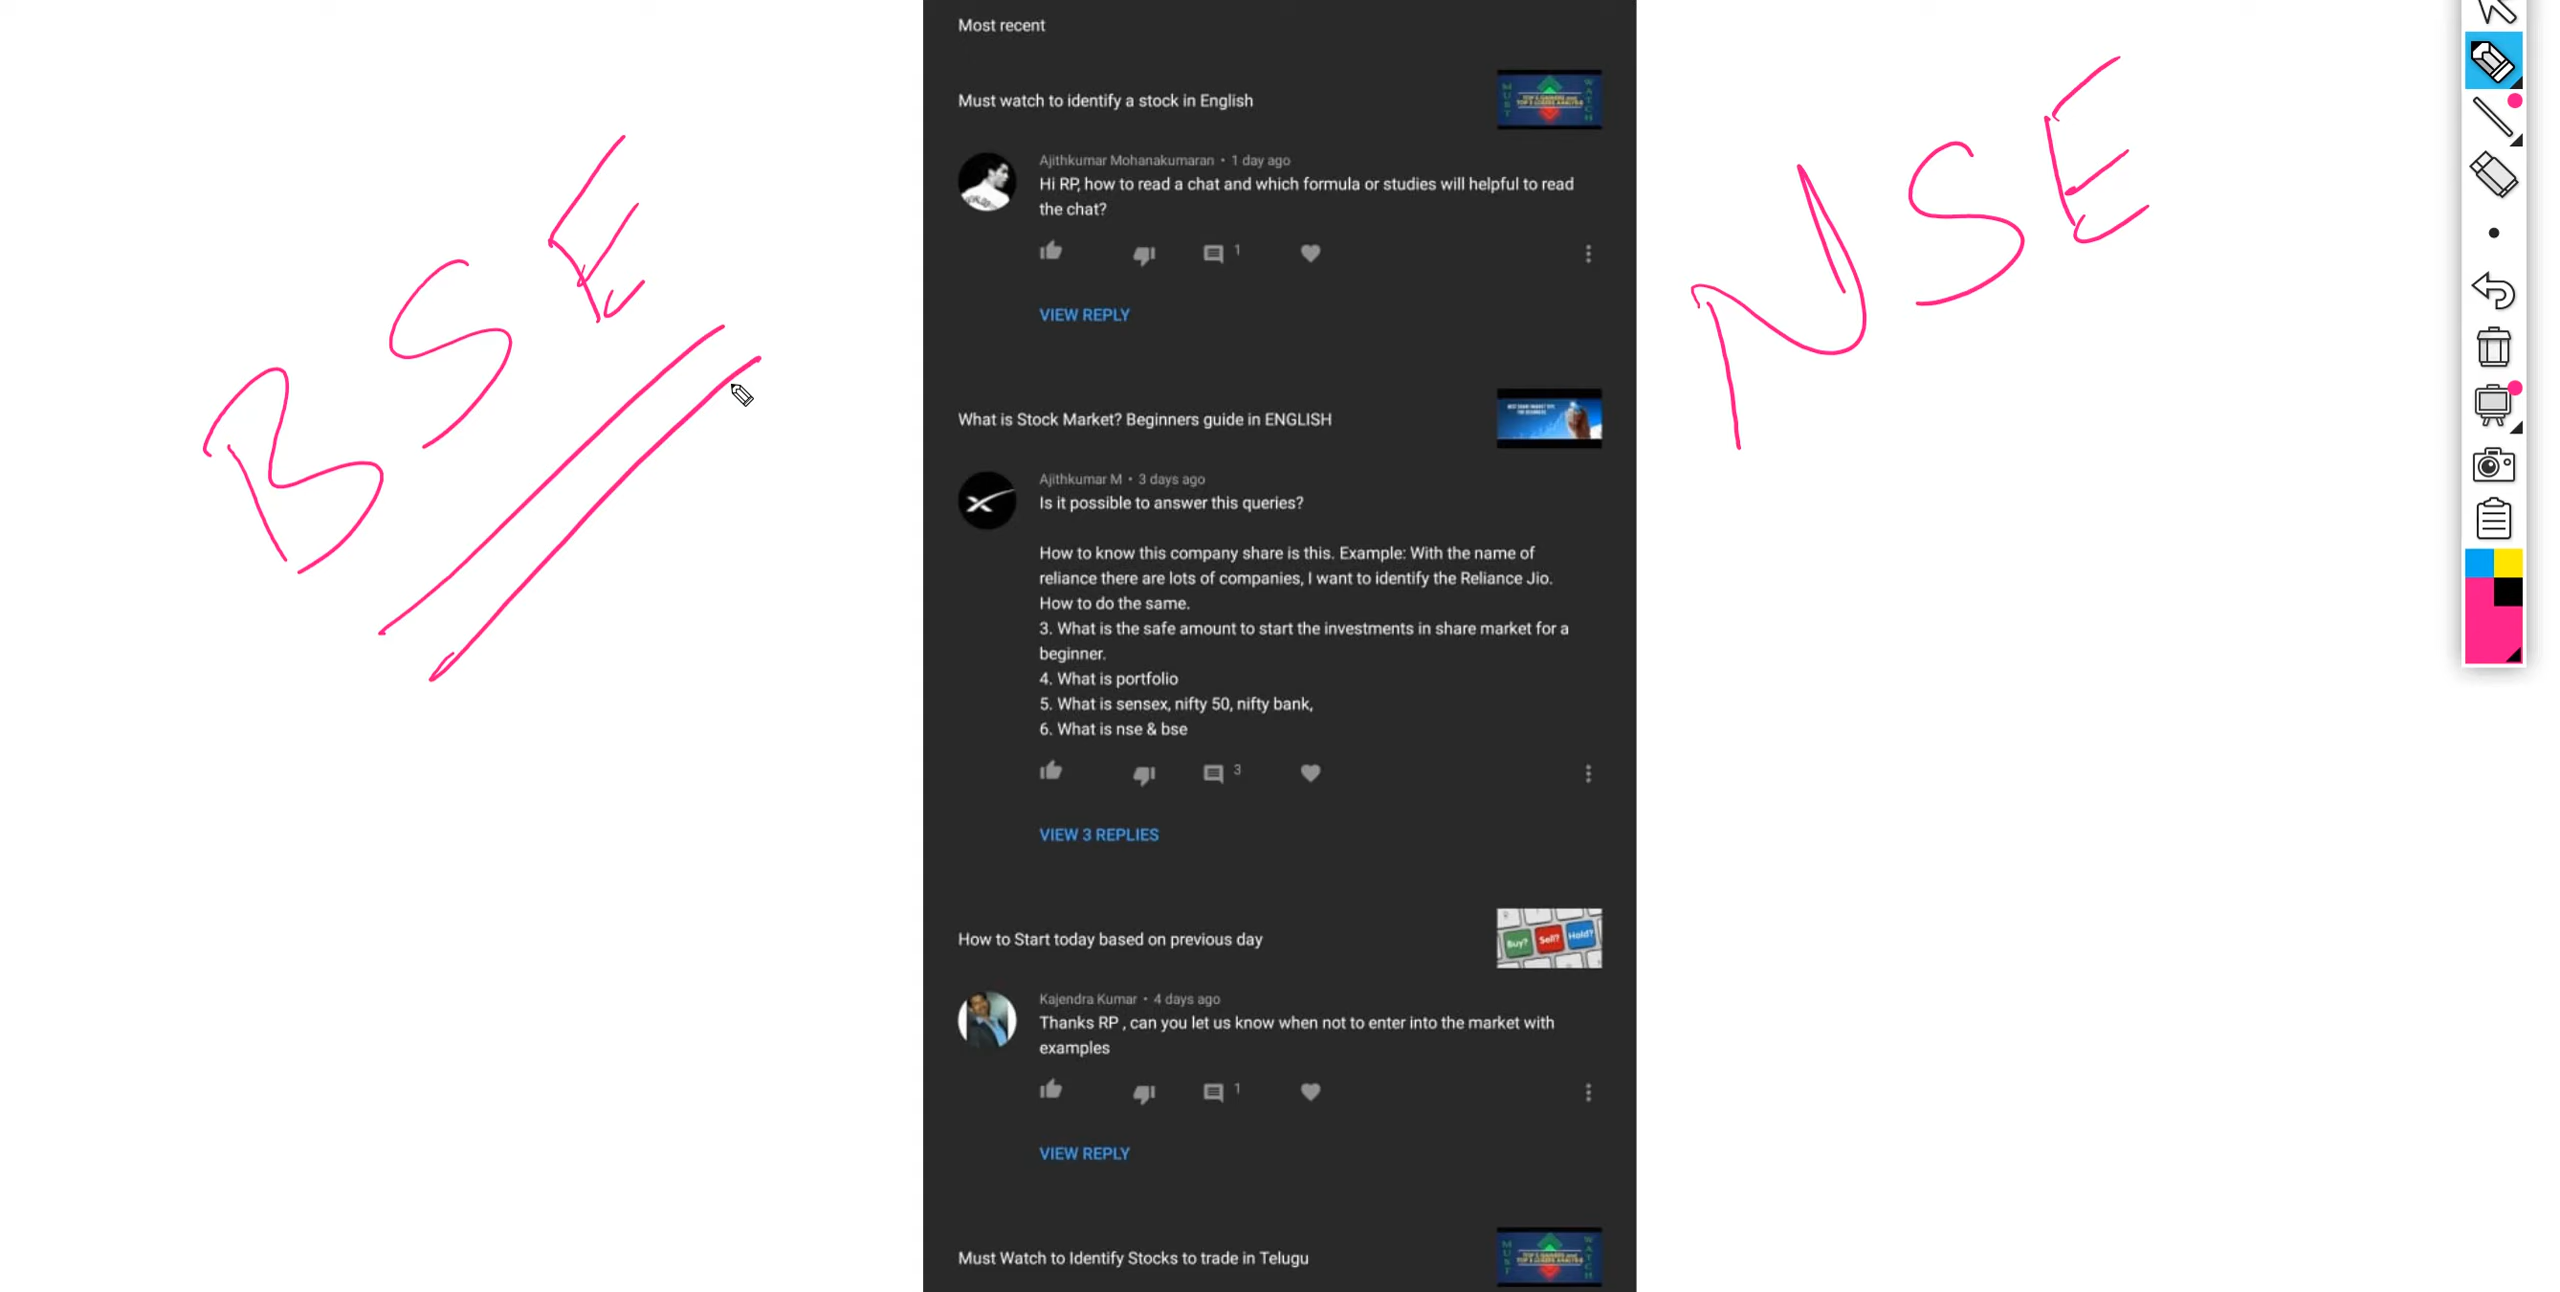 BSE
Most recent
Must watch to identify a stock in English
MUST
WATCH
Ajithkumar Mohanakumaran • 1 day ago
Hi RP, how to read a chat and which formula or studies will helpful to read
the chat?
1
VIEW REPLY
What is Stock Market? Beginners guide in ENGLISH
Ajithkumar M • 3 days ago
Is it possible to answer this queries?
How to know this company share is this. Example: With the name of
reliance there are lots of companies, I want to identify the Reliance Jio.
How to do the same.
3. What is the safe amount to start the investments in share market for a
beginner.
4. What is portfolio
5. What is sensex, nifty 50, nifty bank,
6. What is nse & bse
3
VIEW 3 REPLIES
How to Start today based on previous day
Buy? Sell? Hold?
Kajendra Kumar • 4 days ago
Thanks RP , can you let us know when not to enter into the market with
examples
1
VIEW REPLY
Must Watch to Identify Stocks to trade in Telugu
MUST
WATCH
NSE